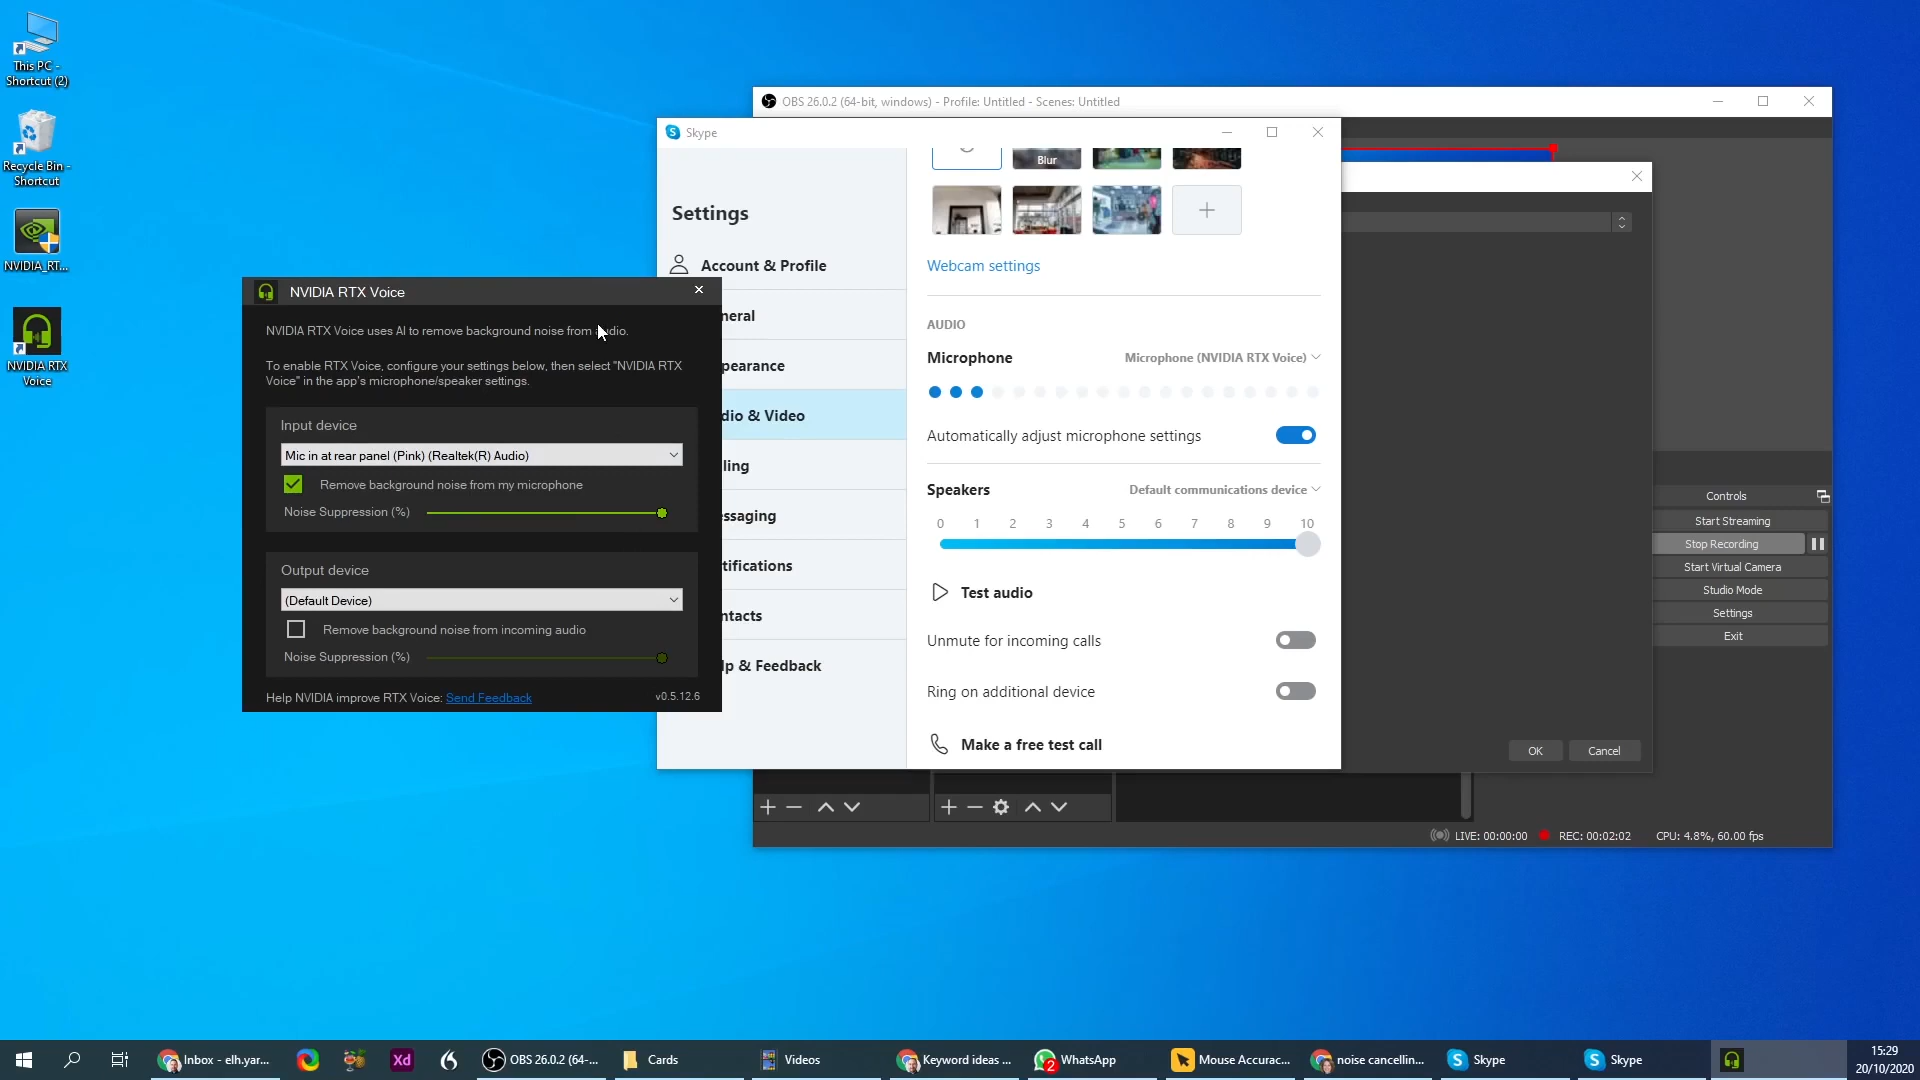 This PC -
Shortcut (2)
Recycle Bin -
Shortcut
NVIDIA_RT...
NVIDIA RTX
Voice
OBS 26.0.2 (64-bit, windows) - Profile: Untitled - Scenes: Untitled
Skype
Blur
Settings
Webcam settings
Account & Profile
neral
pearance
dio & Video
ling
ssaging
tifications
ntacts
lp & Feedback
AUDIO
Microphone
Microphone (NVIDIA RTX Voice)
Automatically adjust microphone settings
Speakers
Default communications device
0 1 2 3 4 5 6 7 8 9 10
Test audio
Unmute for incoming calls
Ring on additional device
Make a free test call
NVIDIA RTX Voice
NVIDIA RTX Voice uses AI to remove background noise from audio.
To enable RTX Voice, configure your settings below, then select "NVIDIA RTX
Voice" in the app's microphone/speaker settings.
Input device
Mic in at rear panel (Pink) (Realtek(R) Audio)
Remove background noise from my microphone
Noise Suppression (%)
Output device
(Default Device)
Remove background noise from incoming audio
Noise Suppression (%)
Help NVIDIA improve RTX Voice: Send Feedback
v0.5.12.6
Controls
Start Streaming
Stop Recording
Start Virtual Camera
Studio Mode
Settings
Exit
OK
Cancel
LIVE: 00:00:00
REC: 00:02:02
CPU: 4.8%, 60.00 fps
Inbox - elh.yar...
Xd
OBS 26.0.2 (64-...
Cards
Videos
Keyword ideas ...
2
WhatsApp
Mouse Accurac...
noise cancellin...
Skype
Skype
15:29
20/10/2020